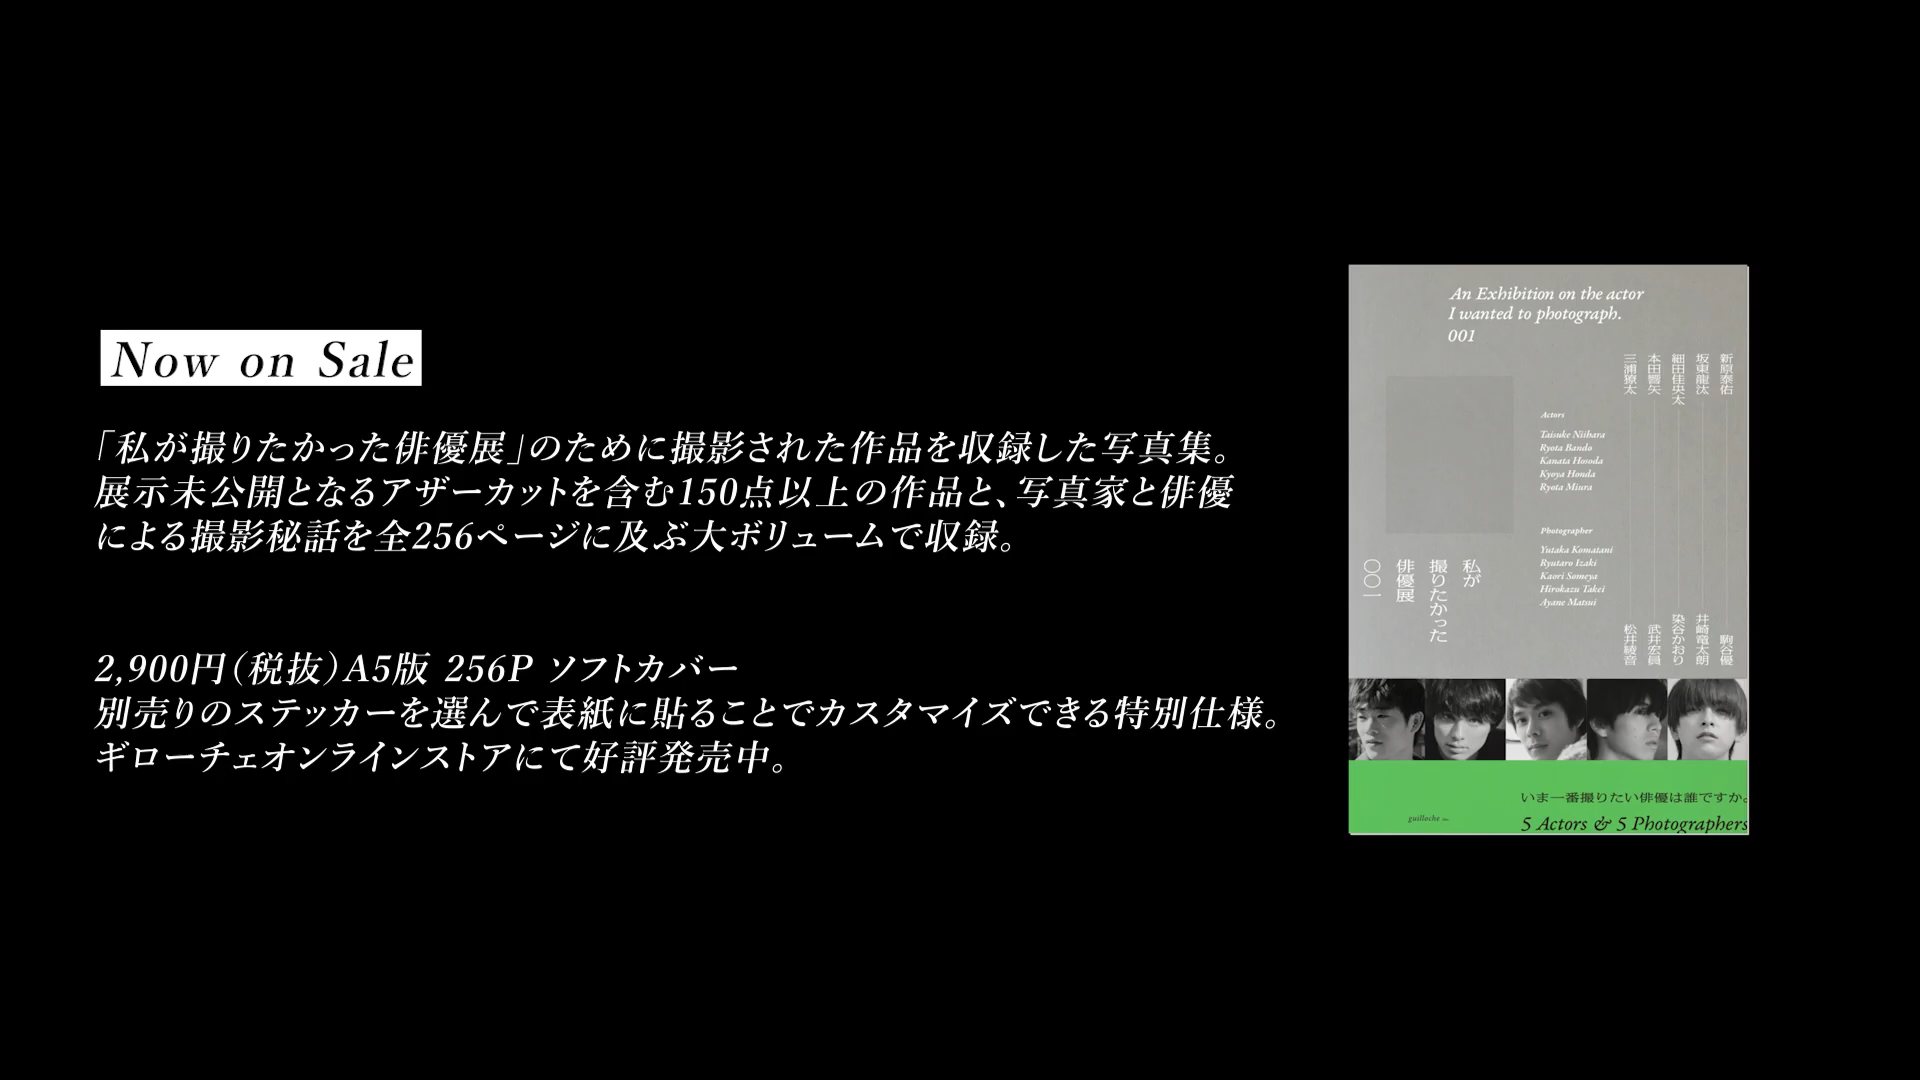 Now on Sale
「私が撮りたかった俳優展」のために撮影された作品を収録した写真集。
展示未公開となるアザーカットを含む150点以上の作品と、写真家と俳優
による撮影秘話を全256ページに及ぶ大ボリュームで収録。
2,900円（税抜）A5版 256P ソフトカバー
別売りのステッカーを選んで表紙に貼ることでカスタマイズできる特別仕様。
ギローチェオンラインストアにて好評発売中。
An Exhibition on the actor
I wanted to photograph.
001
新原泰佑
坂東龍汰
細田佳央太
本田響矢
三浦獠太
Actors
Taisuke Niihara
Ryota Bando
Kanata Hosoda
Kyoya Honda
Ryota Miura
Photographer
Yutaka Komatani
Ryutaro Izaki
Kaori Someya
Hirokazu Takei
Ayane Matsui
私が
撮りたかった
俳優展
〇〇一
駒谷優
井崎竜太朗
染谷かおり
武井宏員
松井綾音
いま一番撮りたい俳優は誰ですか。
5 Actors & 5 Photographers
guilloche